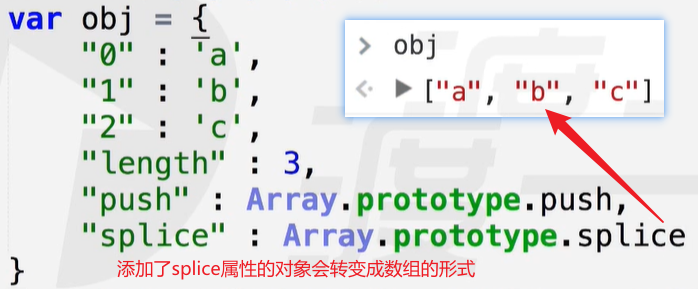 var obj = {
"0" : 'a',
"1" : 'b',
"2" : 'c',
"length" : 3,
"push" : Array.prototype.push,
"splice" : Array.prototype.splice
}
> obj
["a", "b", "c"]
添加了splice属性的对象会转变成数组的形式